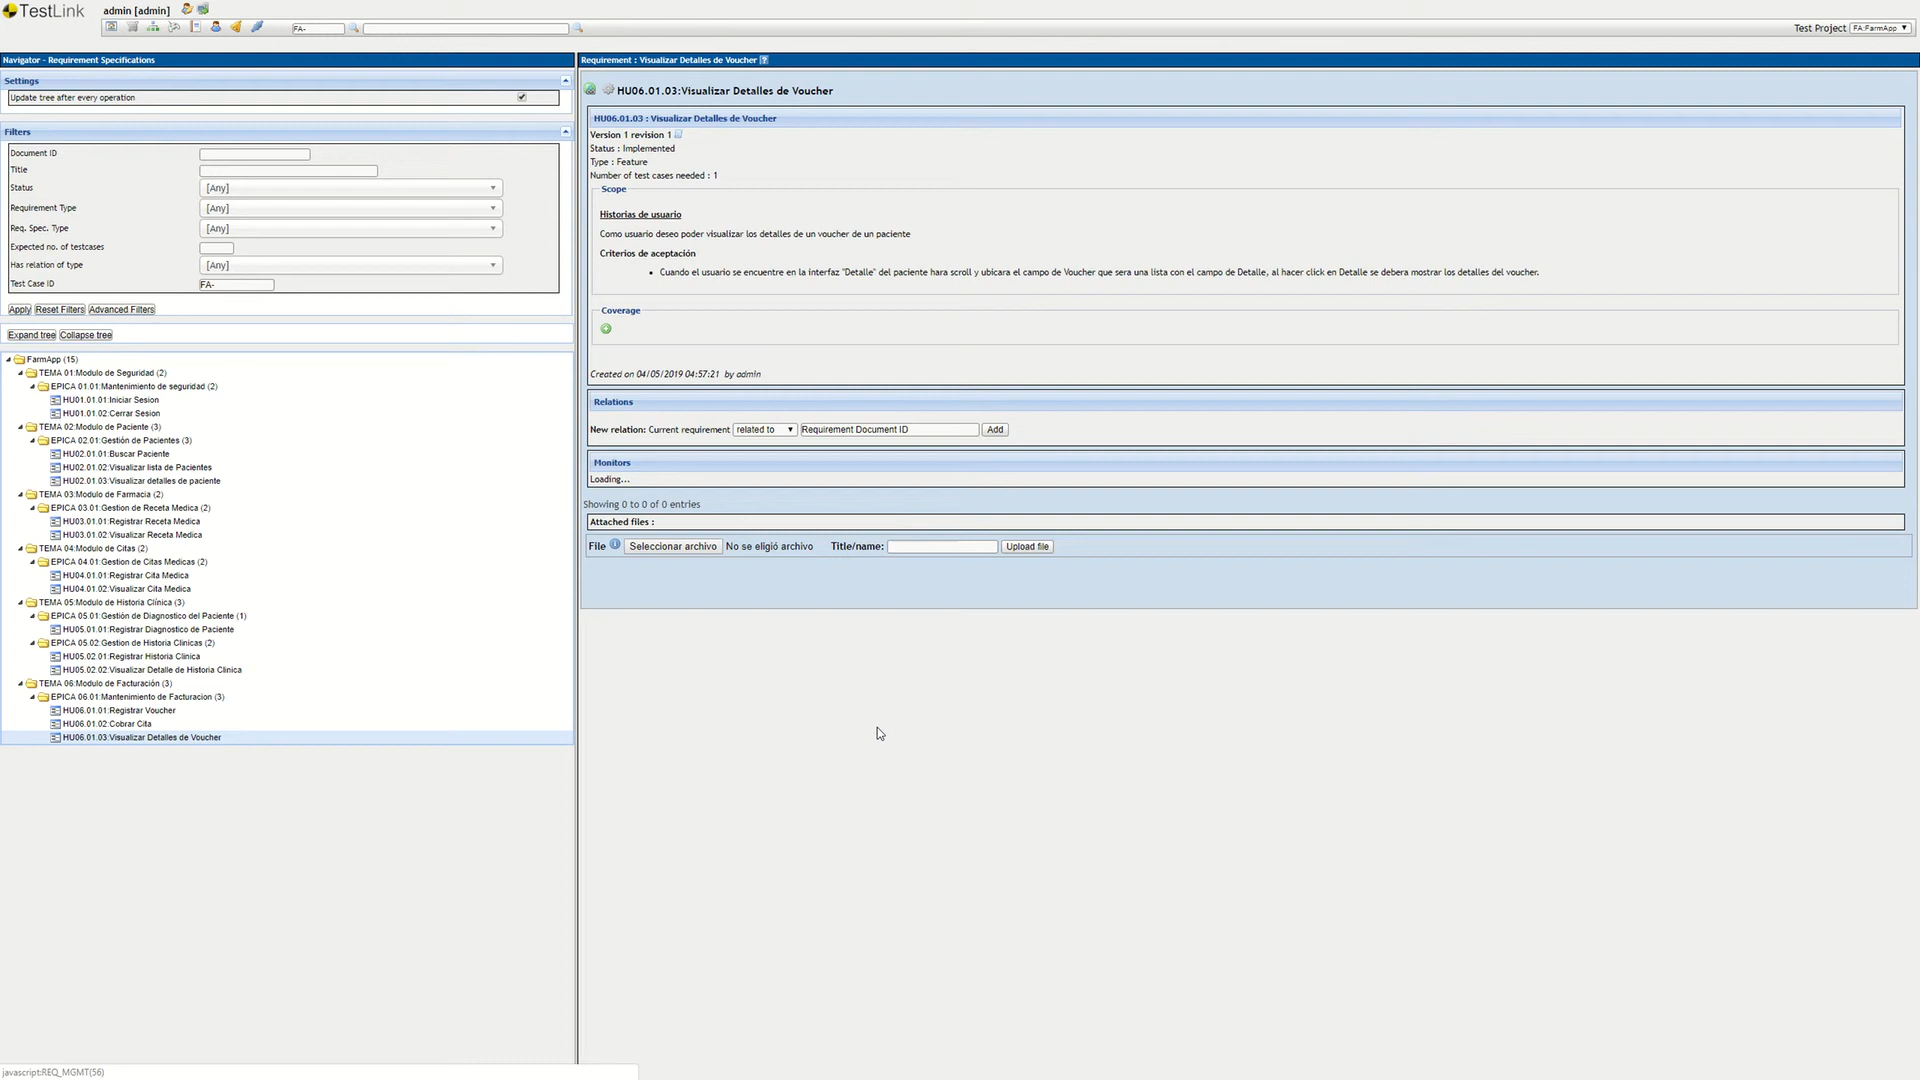 TestLink
admin [admin]
FA-
Test Project FA:FarmApp
Navigator - Requirement Specifications
Settings
Update tree after every operation
Filters
Document ID
Title
Status [Any]
Requirement Type [Any]
Req. Spec. Type [Any]
Expected no. of testcases
Has relation of type [Any]
Test Case ID FA-
Apply Reset Filters Advanced Filters
Expand tree Collapse tree
FarmApp (15)
TEMA 01:Modulo de Seguridad (2)
EPICA 01.01:Mantenimiento de seguridad (2)
HU01.01.01:Iniciar Sesion
HU01.01.02:Cerrar Sesion
TEMA 02:Modulo de Paciente (3)
EPICA 02.01:Gestión de Pacientes (3)
HU02.01.01:Buscar Paciente
HU02.01.02:Visualizar lista de Pacientes
HU02.01.03:Visualizar detalles de paciente
TEMA 03:Modulo de Farmacia (2)
EPICA 03.01:Gestion de Receta Medica (2)
HU03.01.01:Registrar Receta Medica
HU03.01.02:Visualizar Receta Medica
TEMA 04:Modulo de Citas (2)
EPICA 04.01:Gestion de Citas Medicas (2)
HU04.01.01:Registrar Cita Medica
HU04.01.02:Visualizar Cita Medica
TEMA 05:Modulo de Historia Clínica (3)
EPICA 05.01:Gestión de Diagnostico del Paciente (1)
HU05.01.01:Registrar Diagnostico de Paciente
EPICA 05.02:Gestion de Historia Clinicas (2)
HU05.02.01:Registrar Historia Clinica
HU05.02.02:Visualizar Detalle de Historia Clinica
TEMA 06:Modulo de Facturación (3)
EPICA 06.01:Mantenimiento de Facturacion (3)
HU06.01.01:Registrar Voucher
HU06.01.02:Cobrar Cita
HU06.01.03:Visualizar Detalles de Voucher
javascript:REQ_MGMT(56)
Requirement : Visualizar Detalles de Voucher ?
HU06.01.03:Visualizar Detalles de Voucher
HU06.01.03 : Visualizar Detalles de Voucher
Version 1 revision 1
Status : Implemented
Type : Feature
Number of test cases needed : 1
Scope
Historias de usuario
Como usuario deseo poder visualizar los detalles de un voucher de un paciente
Criterios de aceptación
• Cuando el usuario se encuentre en la interfaz "Detalle" del paciente hara scroll y ubicara el campo de Voucher que sera una lista con el campo de Detalle, al hacer click en Detalle se debera mostrar los detalles del voucher.
Coverage
Created on 04/05/2019 04:57:21 by admin
Relations
New relation: Current requirement related to Requirement Document ID Add
Monitors
Loading...
Showing 0 to 0 of 0 entries
Attached files :
File Seleccionar archivo No se eligió archivo Title/name: Upload file